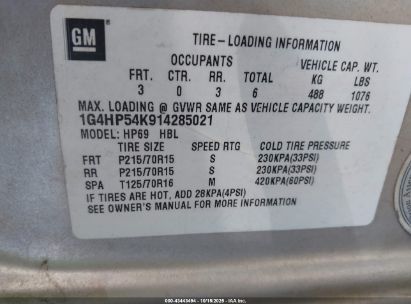 GM
TIRE-LOADING INFORMATION
OCCUPANTS VEHICLE CAP. WT.
FRT. CTR. RR. TOTAL KG LBS
3 0 3 6 488 1076
MAX. LOADING @ GVWR SAME AS VEHICLE CAPACITY WEIGHT.
1G4HP54K914285021
MODEL: HP69 HBL
TIRE SIZE SPEED RTG COLD TIRE PRESSURE
FRT P215/70R15 S 230KPA(33PSI)
RR P215/70R15 S 230KPA(33PSI)
SPA T125/70R16 M 420KPA(60PSI)
IF TIRES ARE HOT, ADD 28KPA(4PSI)
SEE OWNER'S MANUAL FOR MORE INFORMATION